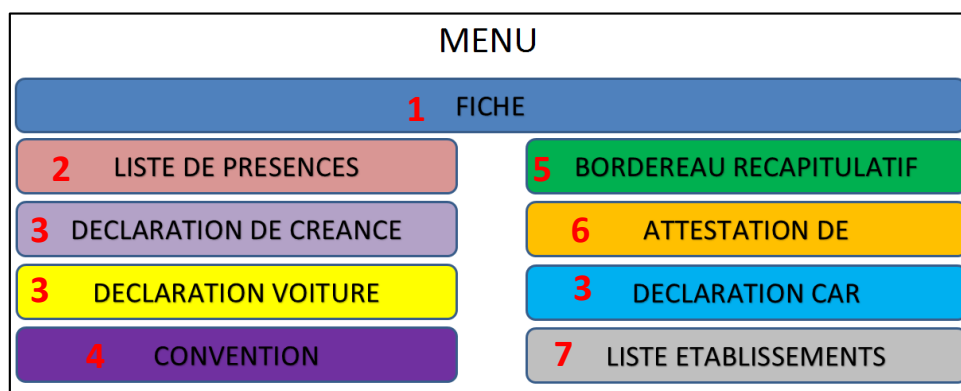 MENU
1 FICHE
2 LISTE DE PRESENCES
5 BORDEREAU RECAPITULATIF
3 DECLARATION DE CREANCE
6 ATTESTATION DE
3 DECLARATION VOITURE
3 DECLARATION CAR
4 CONVENTION
7 LISTE ETABLISSEMENTS